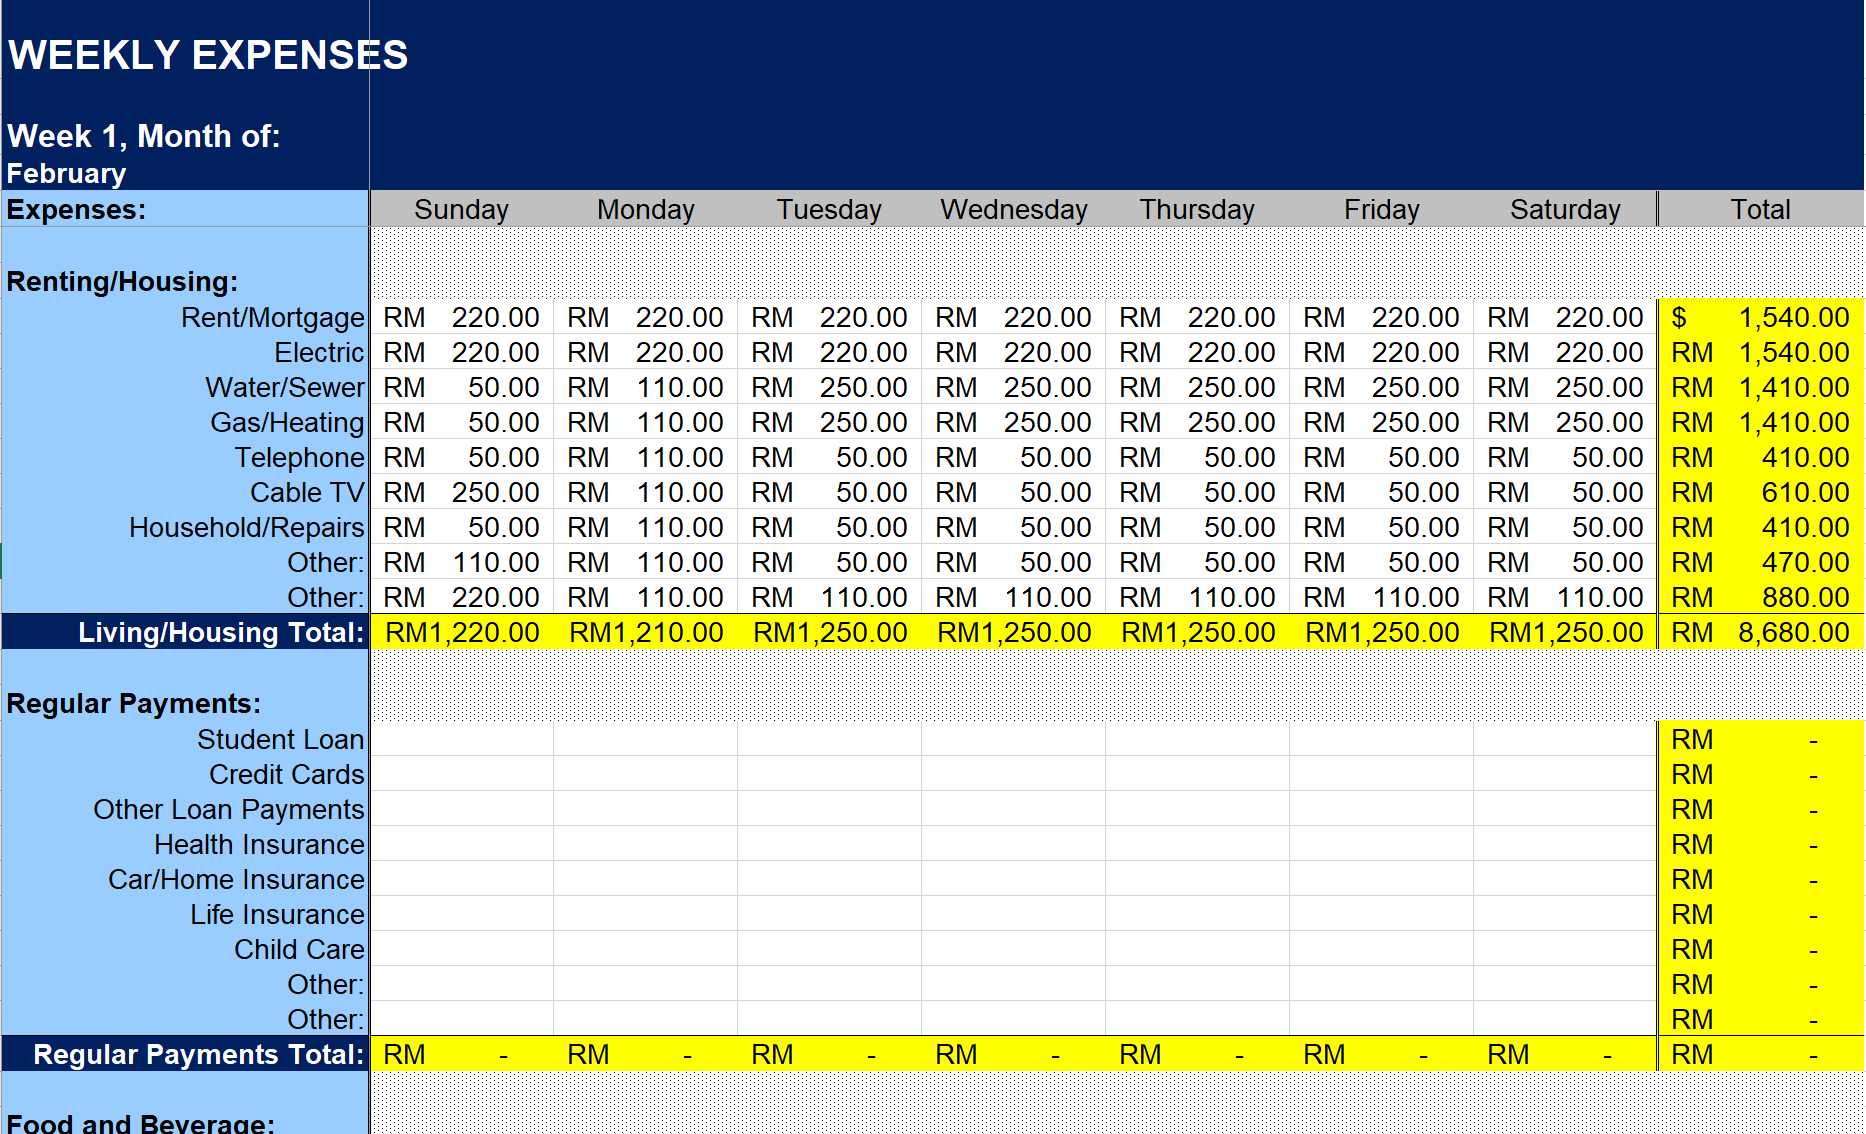 WEEKLY EXPENSES
Week 1, Month of:
February
Expenses: Sunday Monday Tuesday Wednesday Thursday Friday Saturday Total
Renting/Housing:
Rent/Mortgage RM 220.00 RM 220.00 RM 220.00 RM 220.00 RM 220.00 RM 220.00 RM 220.00 $ 1,540.00
Electric RM 220.00 RM 220.00 RM 220.00 RM 220.00 RM 220.00 RM 220.00 RM 220.00 RM 1,540.00
Water/Sewer RM 50.00 RM 110.00 RM 250.00 RM 250.00 RM 250.00 RM 250.00 RM 250.00 RM 1,410.00
Gas/Heating RM 50.00 RM 110.00 RM 250.00 RM 250.00 RM 250.00 RM 250.00 RM 250.00 RM 1,410.00
Telephone RM 50.00 RM 110.00 RM 50.00 RM 50.00 RM 50.00 RM 50.00 RM 50.00 RM 410.00
Cable TV RM 250.00 RM 110.00 RM 50.00 RM 50.00 RM 50.00 RM 50.00 RM 50.00 RM 610.00
Household/Repairs RM 50.00 RM 110.00 RM 50.00 RM 50.00 RM 50.00 RM 50.00 RM 50.00 RM 410.00
Other: RM 110.00 RM 110.00 RM 50.00 RM 50.00 RM 50.00 RM 50.00 RM 50.00 RM 470.00
Other: RM 220.00 RM 110.00 RM 110.00 RM 110.00 RM 110.00 RM 110.00 RM 110.00 RM 880.00
Living/Housing Total: RM1,220.00 RM1,210.00 RM1,250.00 RM1,250.00 RM1,250.00 RM1,250.00 RM1,250.00 RM 8,680.00
Regular Payments:
Student Loan RM -
Credit Cards RM -
Other Loan Payments RM -
Health Insurance RM -
Car/Home Insurance RM -
Life Insurance RM -
Child Care RM -
Other: RM -
Other: RM -
Regular Payments Total: RM - RM - RM - RM - RM - RM - RM - RM -
Food and Beverage: